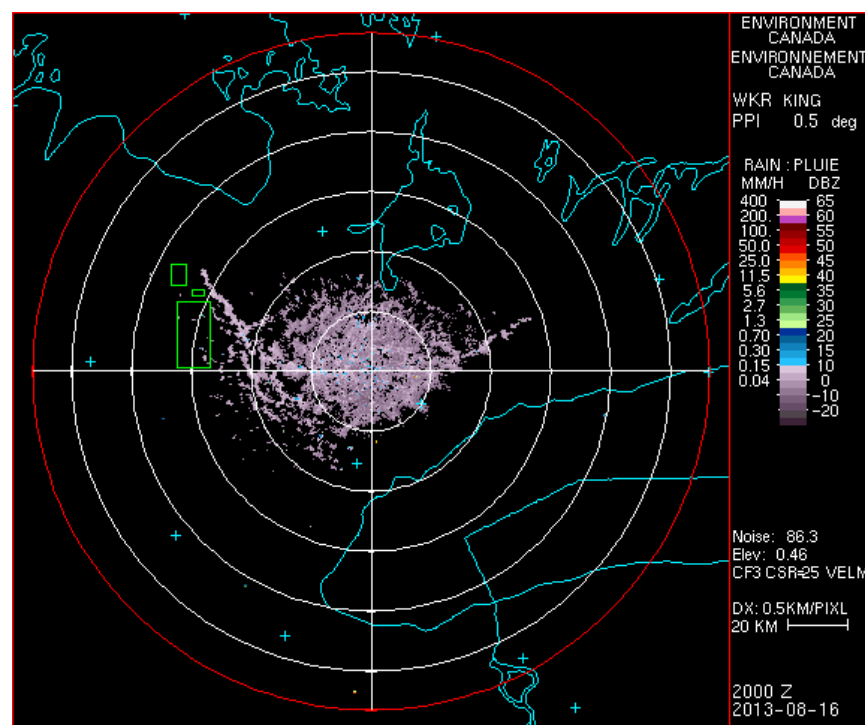 ENVIRONMENT
CANADA
ENVIRONNEMENT
CANADA
WKR KING
PPI 0.5 deg
RAIN : PLUIE
MM/H DBZ
400 65
200. 60
100. 55
50.0 50
25.0 45
11.5 40
5.6 35
2.7 30
1.3 25
0.70 20
0.30 15
0.15 10
0.04 0
-10
-20
Noise: 86.3
Elev: 0.46
CF3 CSR=25 VELM
DX: 0.5KM/PIXL
20 KM
2000 Z
2013-08-16